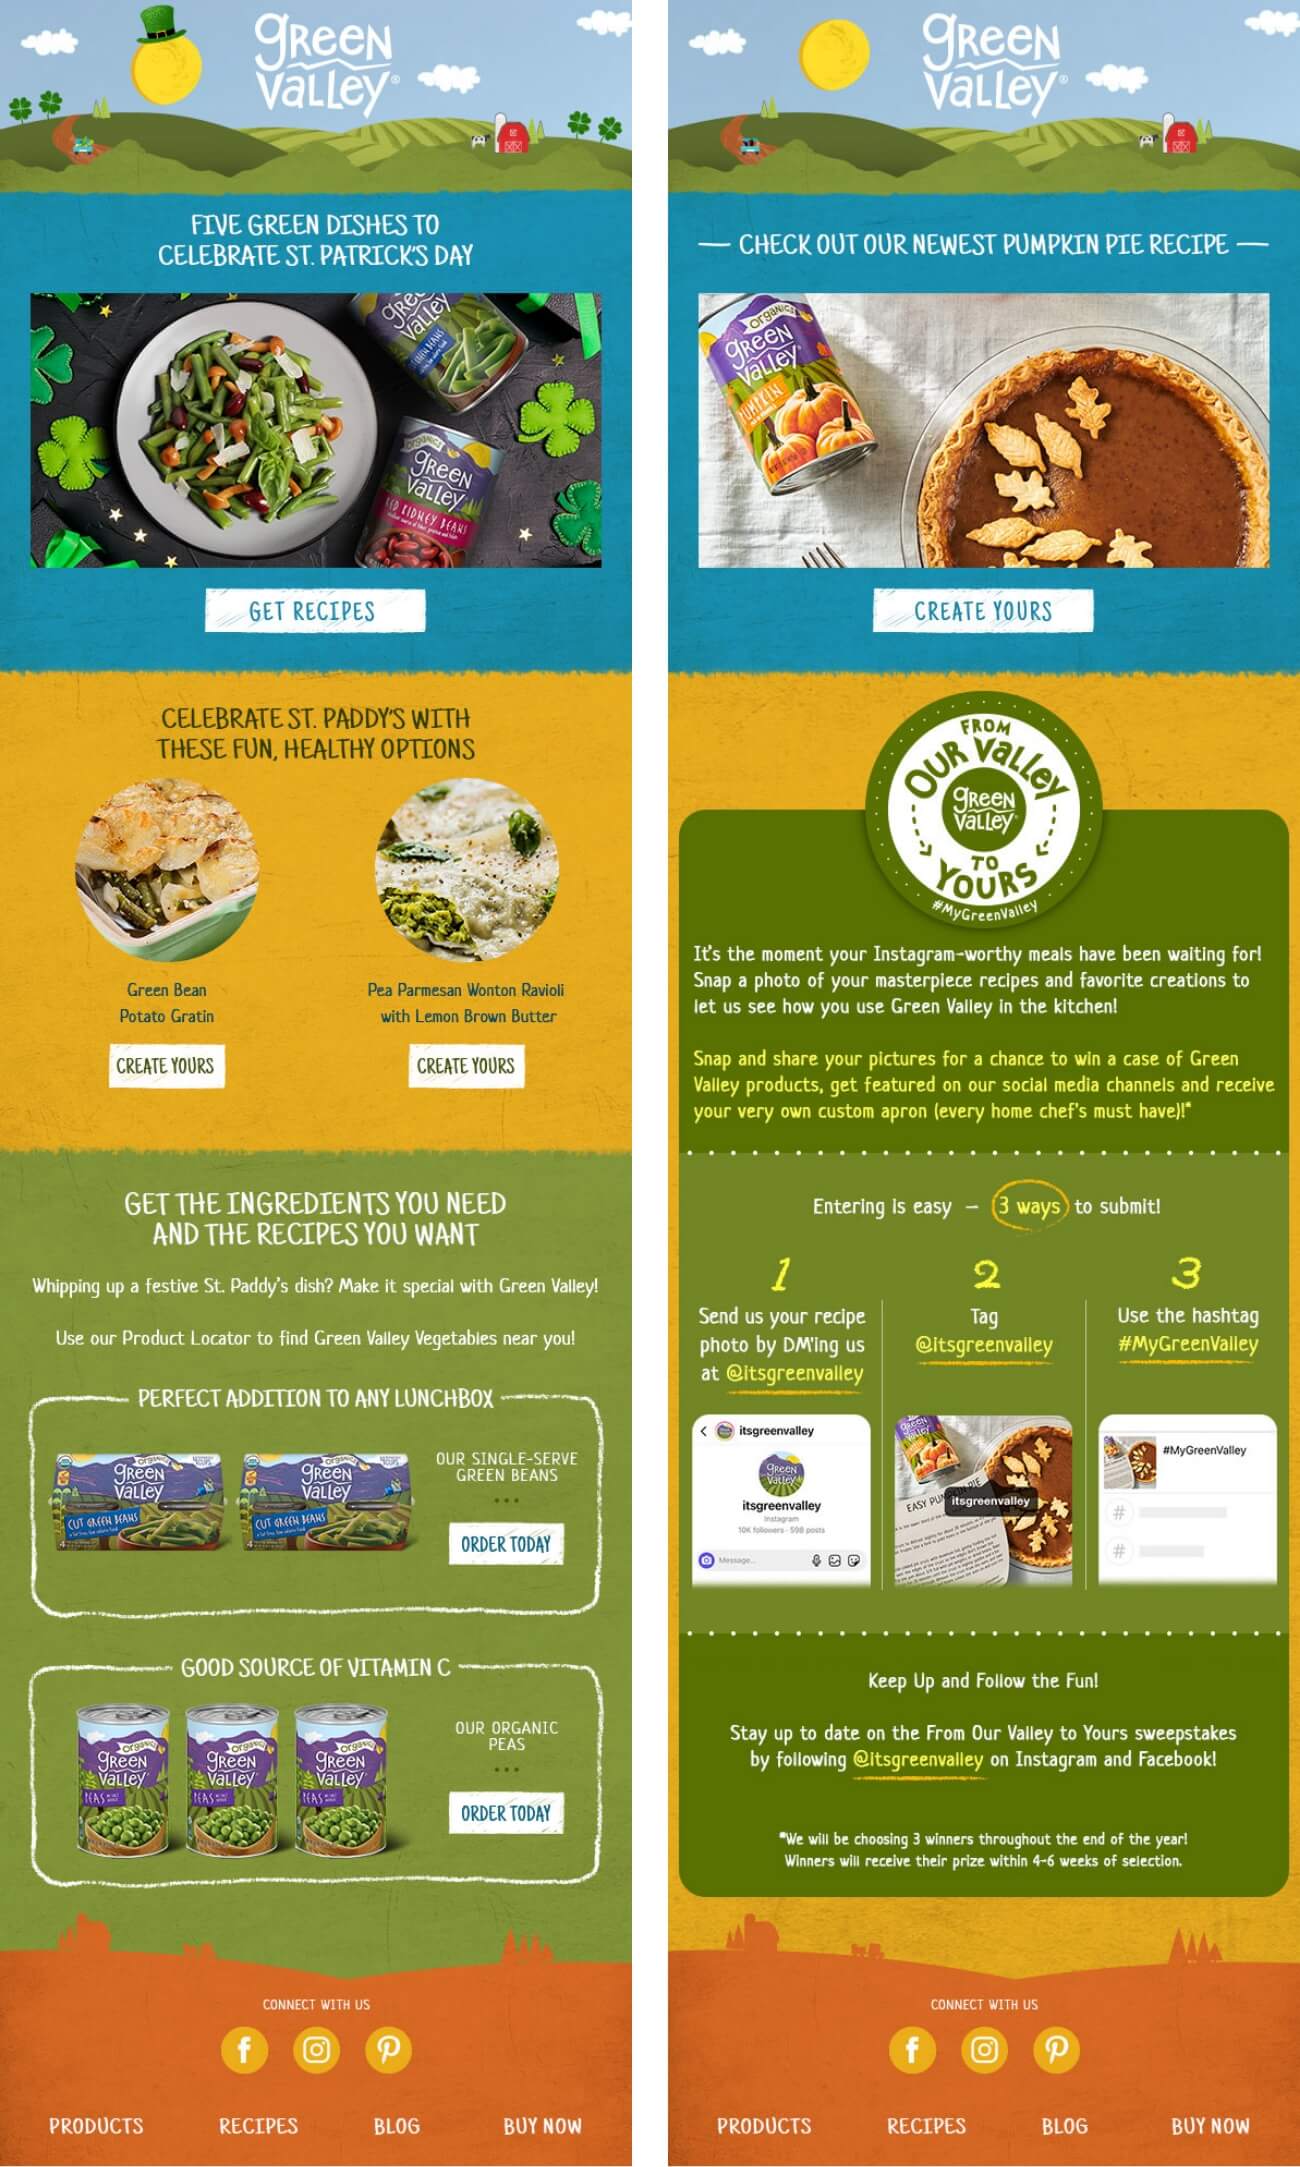 GREEN
VALLEY®
FIVE GREEN DISHES TO
CELEBRATE ST. PATRICK'S DAY
GREEN
VALLEY
GREEN BEANS
ORGANICS
GREEN
VALLEY
RED KIDNEY BEANS
GET RECIPES
CELEBRATE ST. PADDY'S WITH
THESE FUN, HEALTHY OPTIONS
Green Bean
Potato Gratin
CREATE YOURS
Pea Parmesan Wonton Ravioli
with Lemon Brown Butter
CREATE YOURS
GET THE INGREDIENTS YOU NEED
AND THE RECIPES YOU WANT
Whipping up a festive St. Paddy's dish? Make it special with Green Valley!
Use our Product Locator to find Green Valley Vegetables near you!
PERFECT ADDITION TO ANY LUNCHBOX
ORGANICS
GREEN
VALLEY
CUT GREEN BEANS
4
ORGANICS
GREEN
VALLEY
CUT GREEN BEANS
4
OUR SINGLE-SERVE
GREEN BEANS
ORDER TODAY
GOOD SOURCE OF VITAMIN C
Organics
GREEN
VALLEY
PEAS
Organics
GREEN
VALLEY
PEAS
Organics
GREEN
VALLEY
PEAS
OUR ORGANIC
PEAS
ORDER TODAY
CONNECT WITH US
PRODUCTS
RECIPES
BLOG
BUY NOW
GREEN
VALLEY®
CHECK OUT OUR NEWEST PUMPKIN PIE RECIPE
Organics
GREEN
VALLEY
PUMPKIN
CREATE YOURS
FROM
OUR VALLEY
GREEN
VALLEY
TO
YOURS
#MyGreenValley
It's the moment your Instagram-worthy meals have been waiting for!
Snap a photo of your masterpiece recipes and favorite creations to
let us see how you use Green Valley in the kitchen!
Snap and share your pictures for a chance to win a case of Green
Valley products, get featured on our social media channels and receive
your very own custom apron (every home chef's must have)!*
Entering is easy – 3 ways to submit!
1
Send us your recipe
photo by DM'ing us
at @itsgreenvalley
2
Tag
@itsgreenvalley
3
Use the hashtag
#MyGreenValley
itsgreenvalley
GREEN
VALLEY
itsgreenvalley
Instagram
10K followers · 598 posts
Message...
GREEN
VALLEY
EASY PUMPKIN PIE
itsgreenvalley
#MyGreenValley
#
#
Keep Up and Follow the Fun!
Stay up to date on the From Our Valley to Yours sweepstakes
by following @itsgreenvalley on Instagram and Facebook!
*We will be choosing 3 winners throughout the end of the year!
Winners will receive their prize within 4-6 weeks of selection.
CONNECT WITH US
PRODUCTS
RECIPES
BLOG
BUY NOW